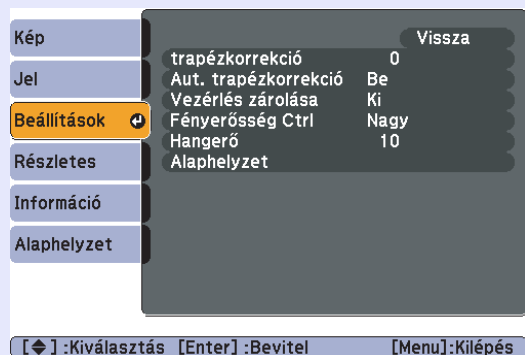 Kép
Jel
Beállítások
Részletes
Információ
Alaphelyzet
Vissza
trapézkorrekció 0
Aut. trapézkorrekció Be
Vezérlés zárolása Ki
Fényerősség Ctrl Nagy
Hangerő 10
Alaphelyzet
[◆] :Kiválasztás [Enter] :Bevitel [Menu]:Kilépés